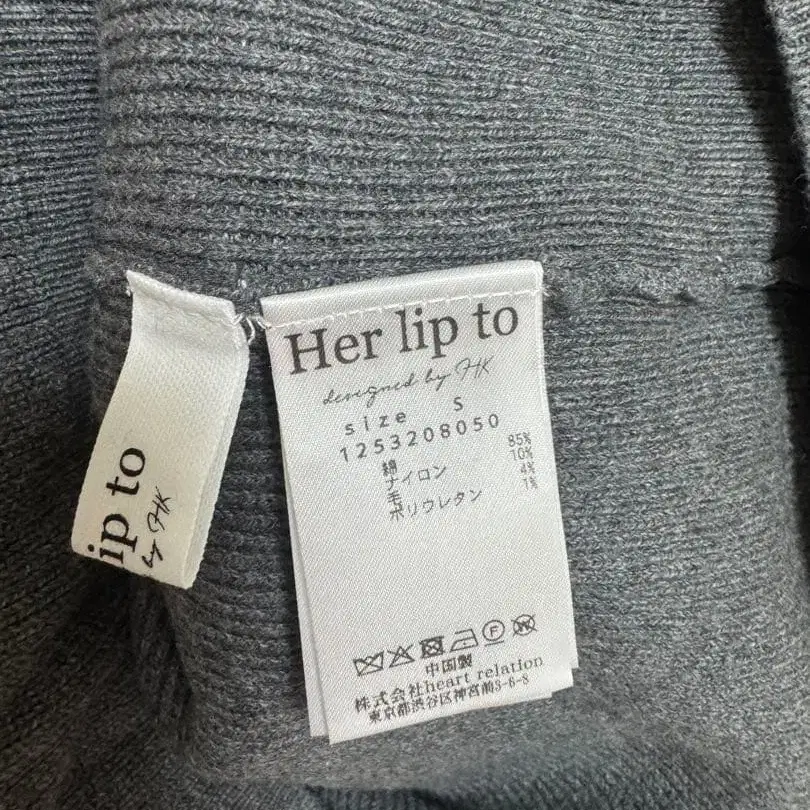 Her lip to
designed by HK
size S
1253208050
綿 85%
ナイロン 10%
毛 4%
ポリウレタン 1%
中国製
株式会社heart relation
東京都渋谷区神宮前3-6-8
ip to
by HK